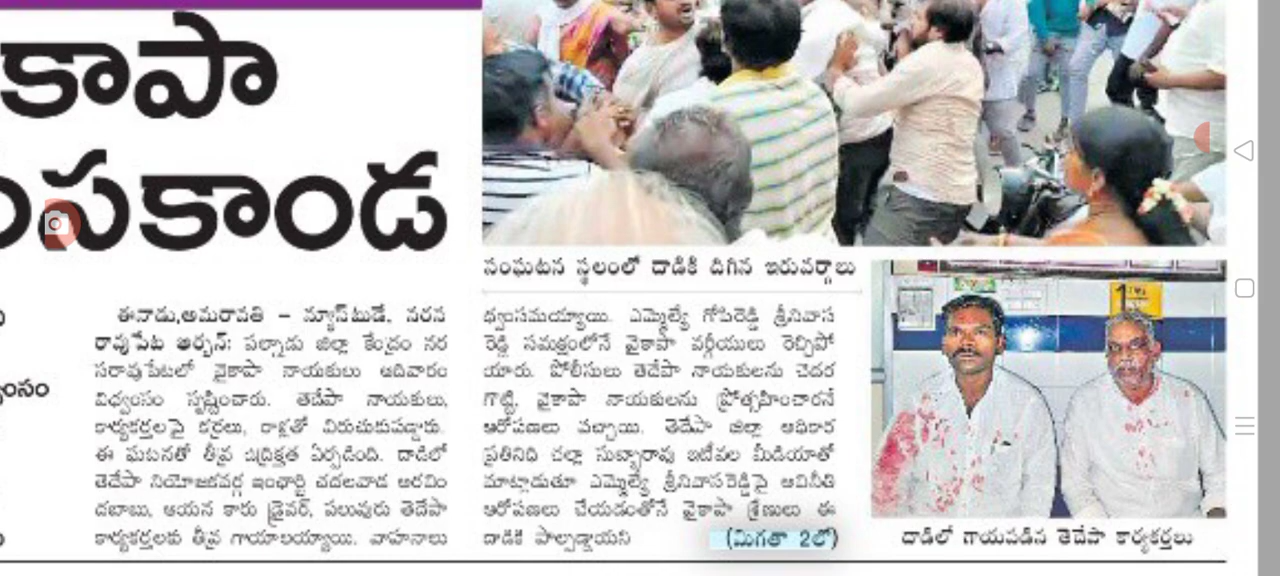 కాపా
పకాండ
సంఘటన స్థలంలో దాడికి దిగిన ఇరువర్గాలు
ఈనాడు,అమరావతి – న్యూస్‌టుడే, నరస
రావుపేట అర్బన్: పల్నాడు జిల్లా కేంద్రం నర
సరావుపేటలో వైకాపా నాయకులు ఆదివారం
విధ్వంసం సృష్టించారు. తెదేపా నాయకులు,
కార్యకర్తలపై కర్రలు, రాళ్లతో విరుచుకుపడ్డారు.
ఈ ఘటనతో తీవ్ర ఉద్రిక్తత ఏర్పడింది. దాడిలో
తెదేపా నియోజకవర్గ ఇంఛార్జి చదలవాడ అరవిం
దబాబు, ఆయన కారు డ్రైవర్, పలువురు తెదేపా
కార్యకర్తలకు తీవ్ర గాయాలయ్యాయి. వాహనాలు
ధ్వంసమయ్యాయి. ఎమ్మెల్యే గోపిరెడ్డి శ్రీనివాస
రెడ్డి సమక్షంలోనే వైకాపా వర్గీయులు రెచ్చిపో
యారు. పోలీసులు తెదేపా నాయకులను చెదర
గొట్టి, వైకాపా నాయకులను ప్రోత్సహించారనే
ఆరోపణలు వచ్చాయి. తెదేపా జిల్లా అధికార
ప్రతినిధి చల్లా సుబ్బారావు ఇటీవల మీడియాతో
మాట్లాడుతూ ఎమ్మెల్యే శ్రీనివాసరెడ్డిపై అవినీతి
ఆరోపణలు చేయడంతోనే వైకాపా శ్రేణులు ఈ
దాడికి పాల్పడ్డాయని (మిగతా 2లో)
దాడిలో గాయపడిన తెదేపా కార్యకర్తలు